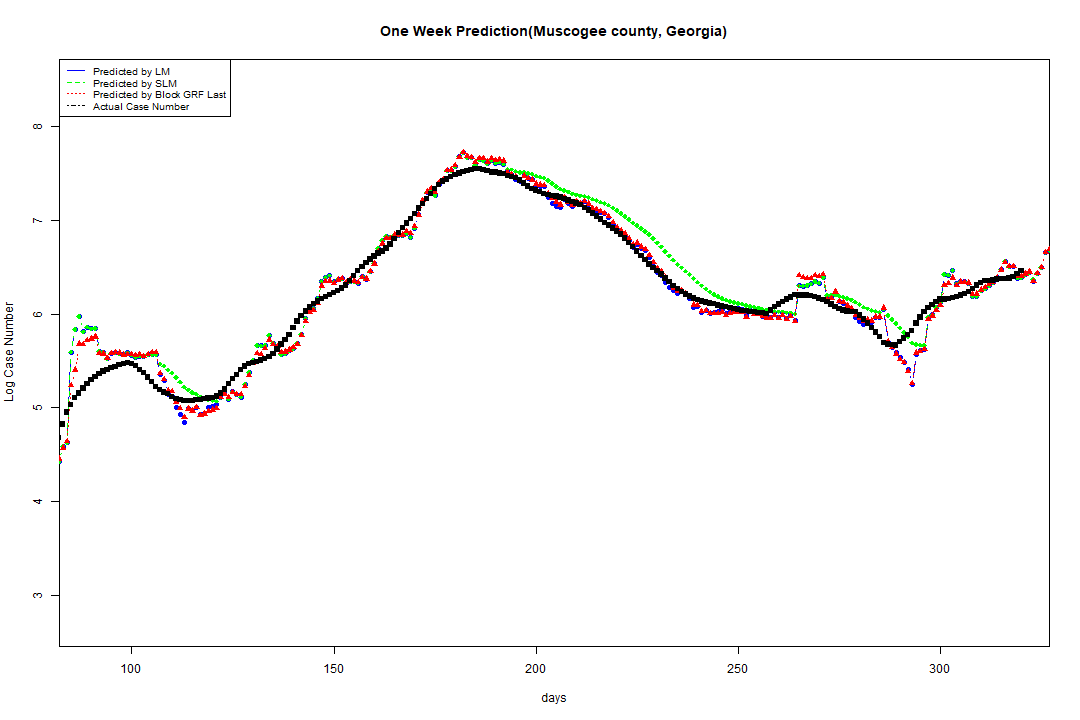 One Week Prediction(Muscogee county, Georgia)
Predicted by LM
Predicted by SLM
Predicted by Block GRF Last
Actual Case Number
8
7
6
5
4
3
Log Case Number
100 150 200 250 300
days